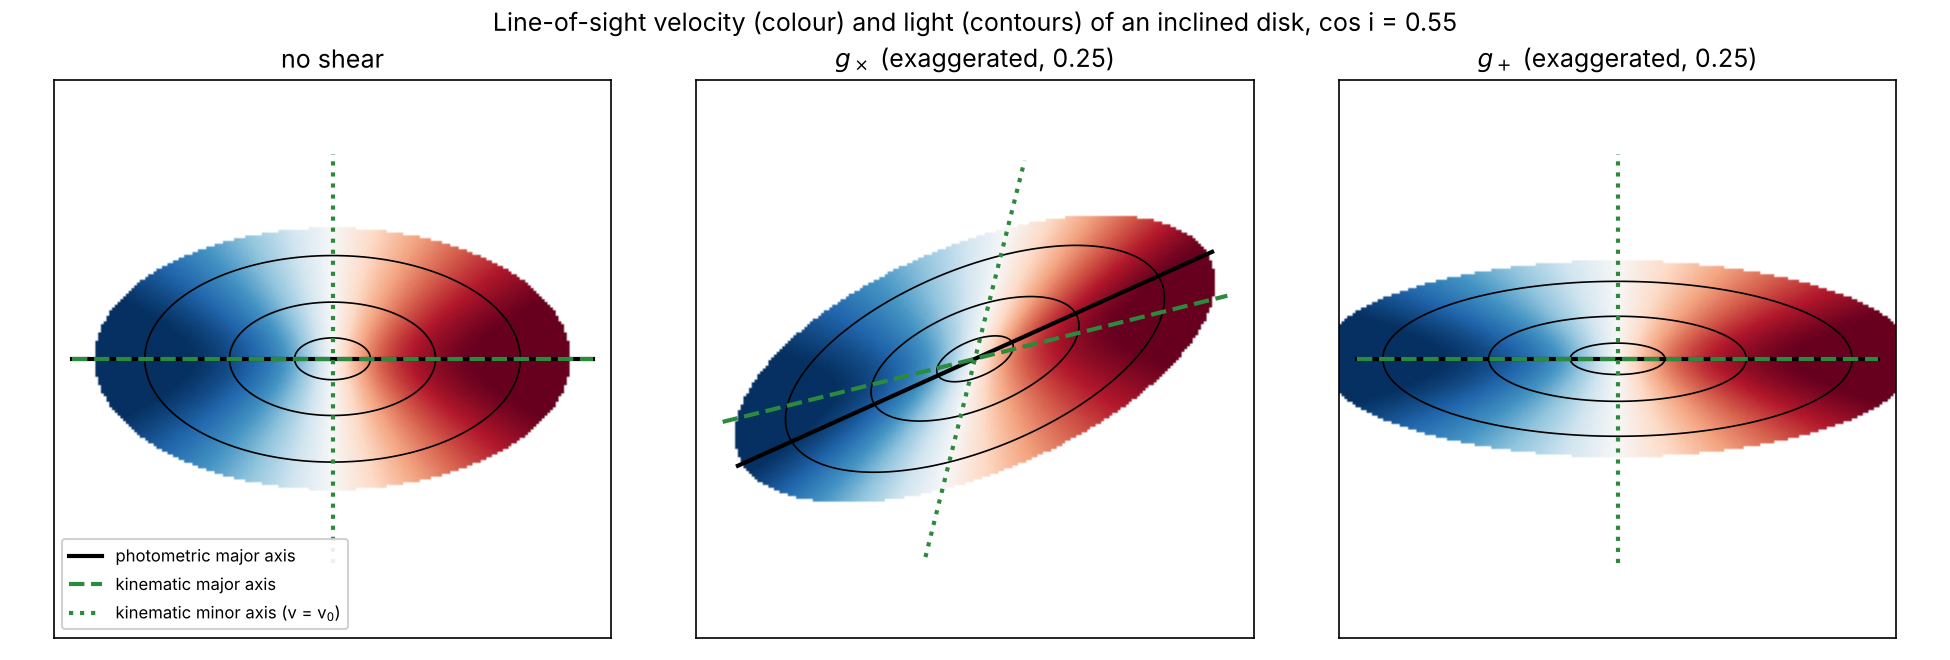 Line-of-sight velocity (colour) and light (contours) of an inclined disk, cos i = 0.55
no shear
g× (exaggerated, 0.25)
g+ (exaggerated, 0.25)
photometric major axis
kinematic major axis
kinematic minor axis (v = v₀)